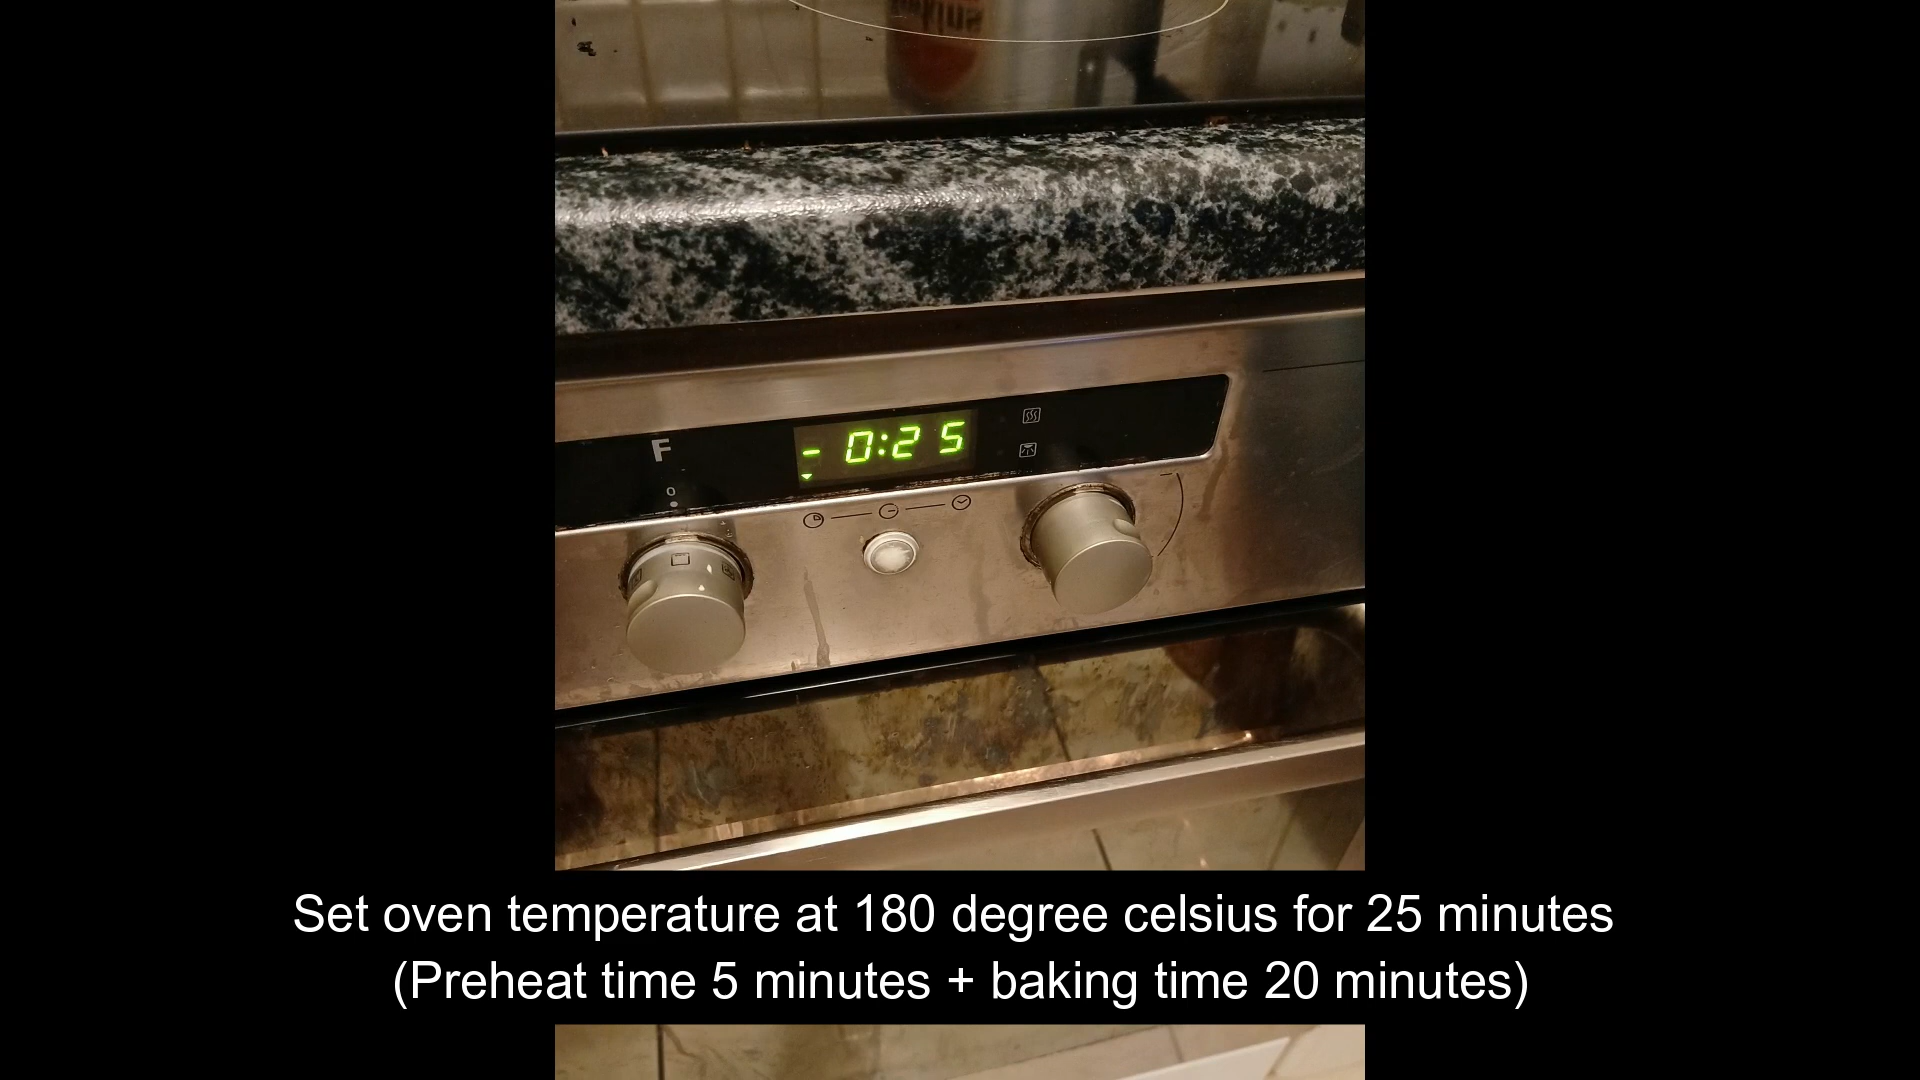 F
- 0:25
0
Set oven temperature at 180 degree celsius for 25 minutes
(Preheat time 5 minutes + baking time 20 minutes)